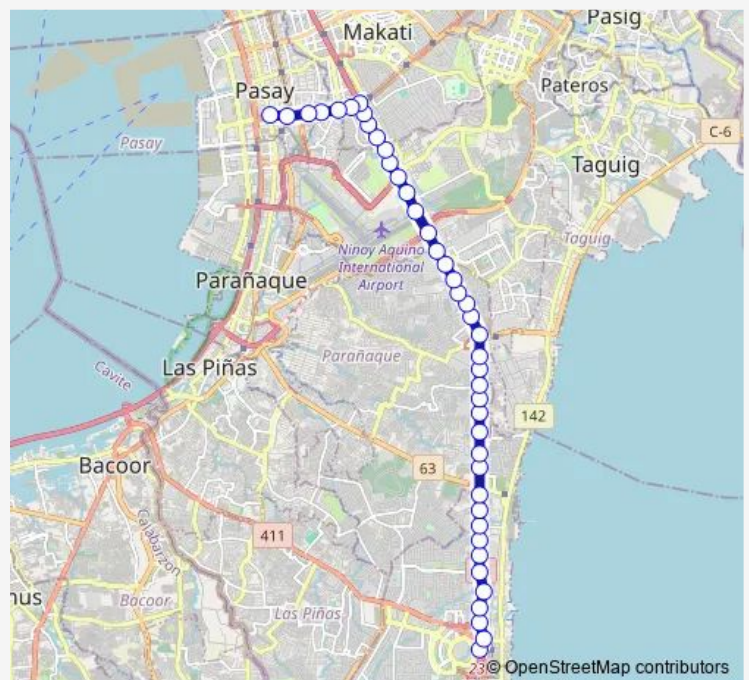 Pasig
Makati
Pasay
Pateros
C-6
Pasay
Taguig
Taguig
Ninoy Aquino
International
Airport
Parañaque
Parañaque
Las Piñas
Cavite
142
Bacoor
63
411
Calabarzon
nus
Bacoor
Las Piñas
© OpenStreetMap contributors